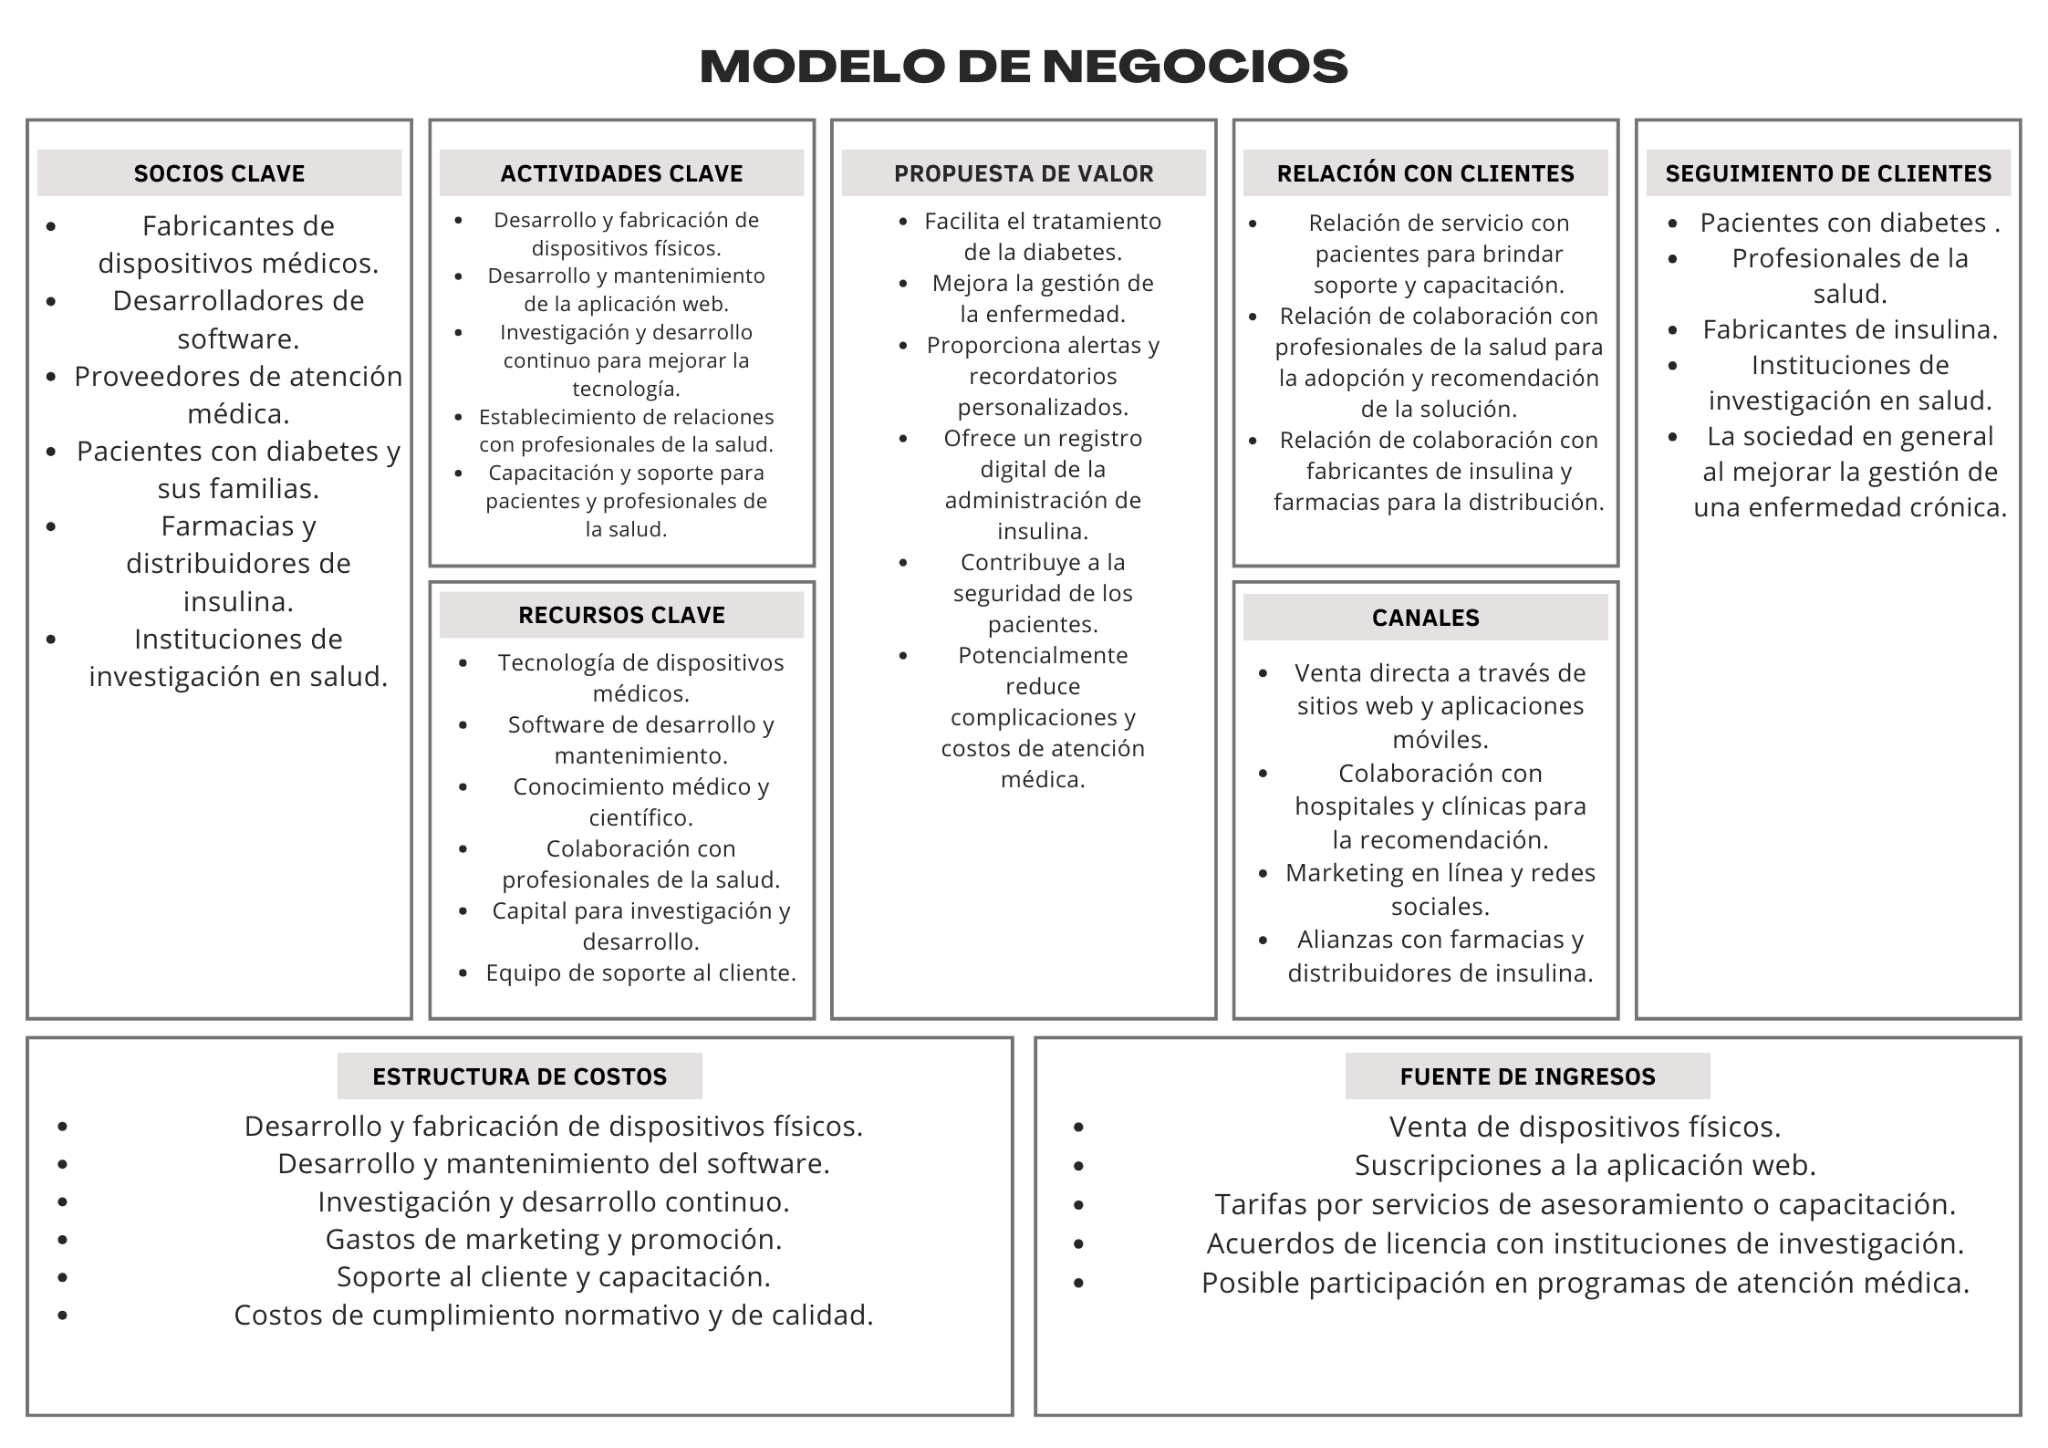 MODELO DE NEGOCIOS
SOCIOS CLAVE
• Fabricantes de
dispositivos médicos.
• Desarrolladores de
software.
• Proveedores de atención
médica.
• Pacientes con diabetes y
sus familias.
• Farmacias y
distribuidores de
insulina.
• Instituciones de
investigación en salud.
ACTIVIDADES CLAVE
• Desarrollo y fabricación de
dispositivos físicos.
• Desarrollo y mantenimiento
de la aplicación web.
• Investigación y desarrollo
continuo para mejorar la
tecnología.
• Establecimiento de relaciones
con profesionales de la salud.
• Capacitación y soporte para
pacientes y profesionales de
la salud.
RECURSOS CLAVE
• Tecnología de dispositivos
médicos.
• Software de desarrollo y
mantenimiento.
• Conocimiento médico y
científico.
• Colaboración con
profesionales de la salud.
• Capital para investigación y
desarrollo.
• Equipo de soporte al cliente.
PROPUESTA DE VALOR
• Facilita el tratamiento
de la diabetes.
• Mejora la gestión de
la enfermedad.
• Proporciona alertas y
recordatorios
personalizados.
• Ofrece un registro
digital de la
administración de
insulina.
• Contribuye a la
seguridad de los
pacientes.
• Potencialmente
reduce
complicaciones y
costos de atención
médica.
RELACIÓN CON CLIENTES
• Relación de servicio con
pacientes para brindar
soporte y capacitación.
• Relación de colaboración con
profesionales de la salud para
la adopción y recomendación
de la solución.
• Relación de colaboración con
fabricantes de insulina y
farmacias para la distribución.
CANALES
• Venta directa a través de
sitios web y aplicaciones
móviles.
• Colaboración con
hospitales y clínicas para
la recomendación.
• Marketing en línea y redes
sociales.
• Alianzas con farmacias y
distribuidores de insulina.
SEGUIMIENTO DE CLIENTES
• Pacientes con diabetes .
• Profesionales de la
salud.
• Fabricantes de insulina.
• Instituciones de
investigación en salud.
• La sociedad en general
al mejorar la gestión de
una enfermedad crónica.
ESTRUCTURA DE COSTOS
• Desarrollo y fabricación de dispositivos físicos.
• Desarrollo y mantenimiento del software.
• Investigación y desarrollo continuo.
• Gastos de marketing y promoción.
• Soporte al cliente y capacitación.
• Costos de cumplimiento normativo y de calidad.
FUENTE DE INGRESOS
• Venta de dispositivos físicos.
• Suscripciones a la aplicación web.
• Tarifas por servicios de asesoramiento o capacitación.
• Acuerdos de licencia con instituciones de investigación.
• Posible participación en programas de atención médica.